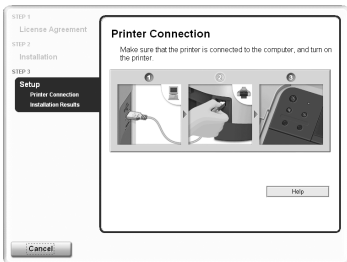 STEP 1
License Agreement
STEP 2
Installation
STEP 3
Setup
Printer Connection
Installation Results
Printer Connection
Make sure that the printer is connected to the computer, and turn on
the printer.
1
2
3
Help
Cancel